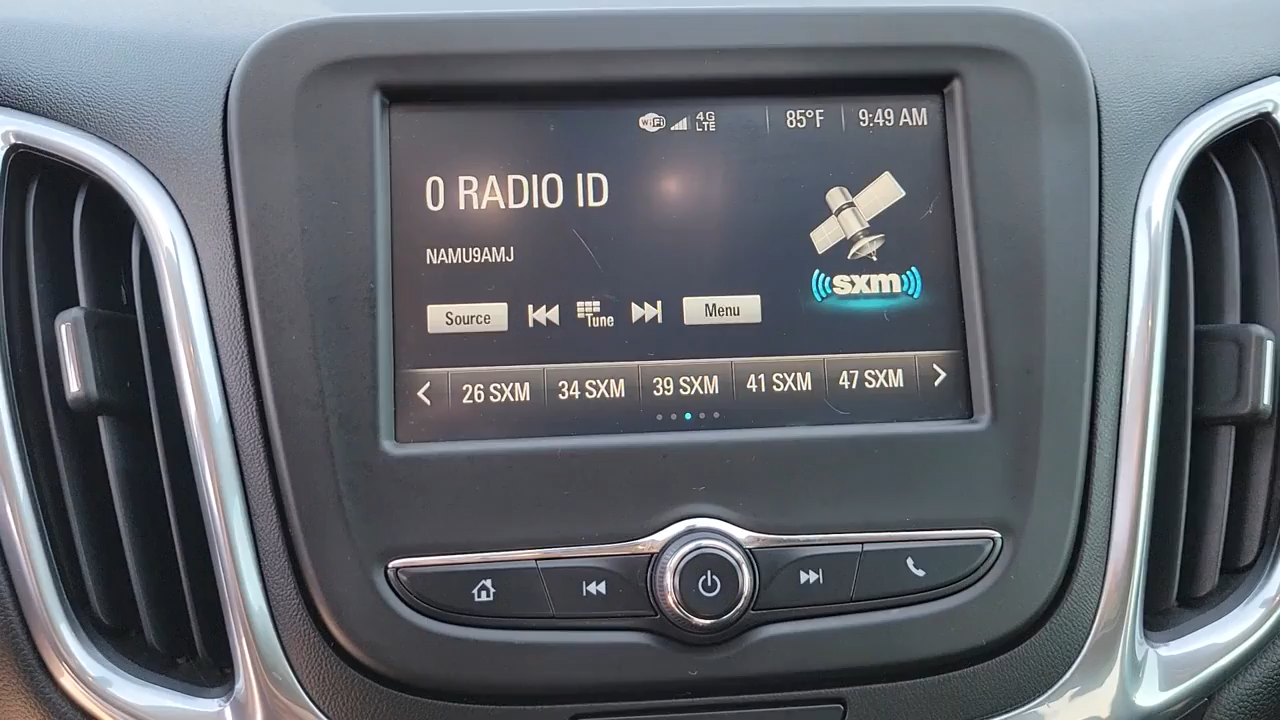 WiFi 4G LTE 85°F 9:49 AM
0 RADIO ID
NAMU9AMJ
sxm
Source Tune Menu
26 SXM 34 SXM 39 SXM 41 SXM 47 SXM